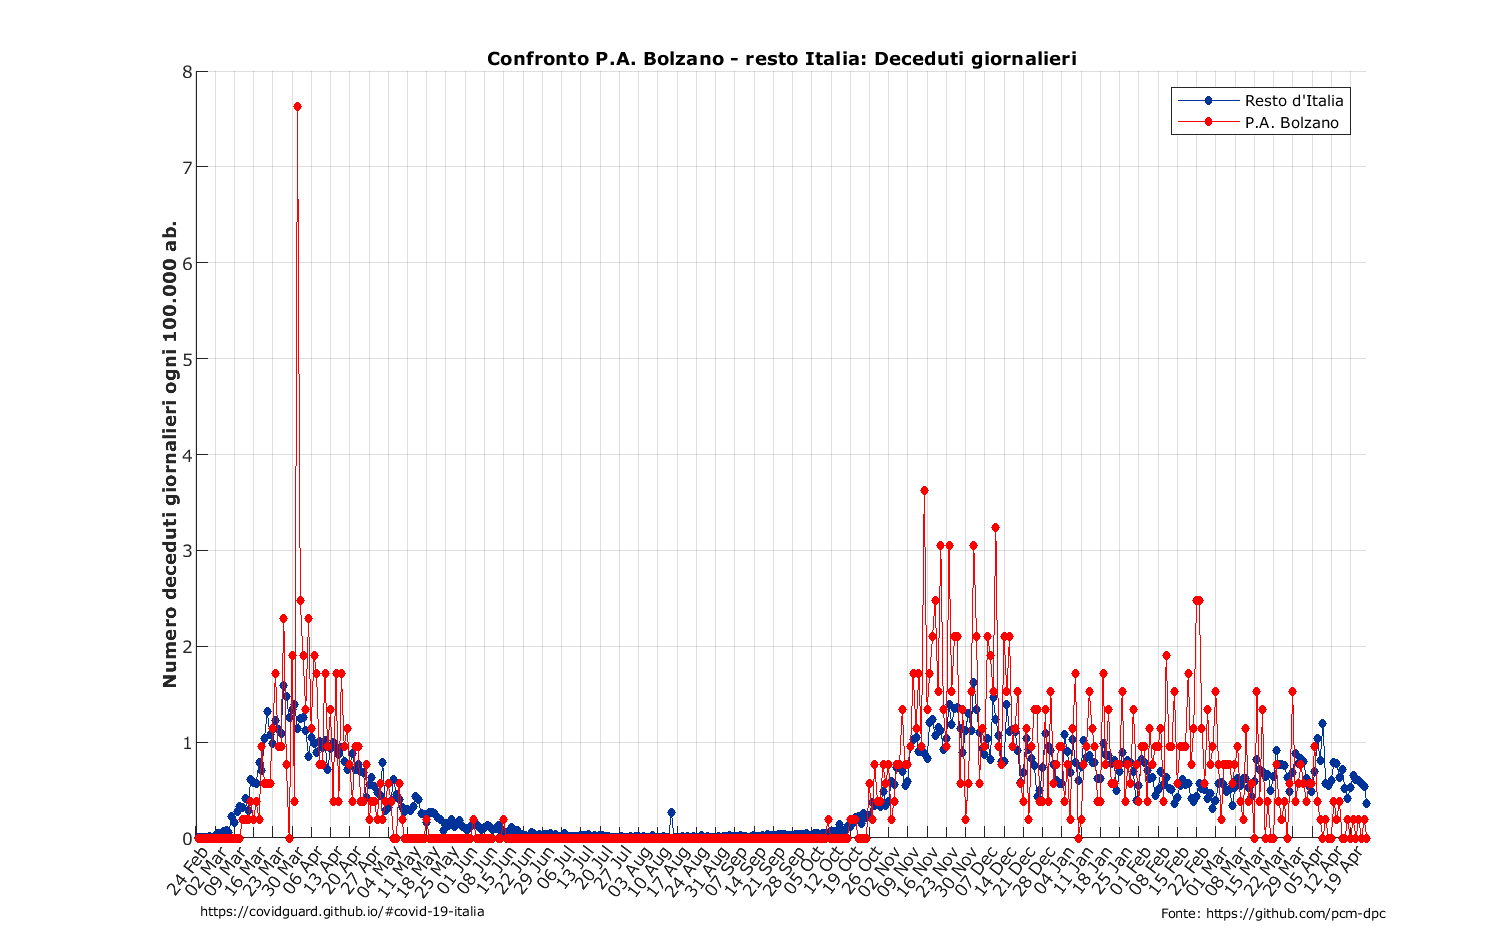 Confronto P.A. Bolzano - resto Italia: Deceduti giornalieri
Resto d'Italia
P.A. Bolzano
Numero deceduti giornalieri ogni 100.000 ab.
8
7
6
5
4
3
2
1
0
24 Feb
02 Mar
09 Mar
16 Mar
23 Mar
30 Mar
06 Apr
13 Apr
20 Apr
27 Apr
04 May
11 May
18 May
25 May
01 Jun
08 Jun
15 Jun
22 Jun
29 Jun
06 Jul
13 Jul
20 Jul
27 Jul
03 Aug
10 Aug
17 Aug
24 Aug
31 Aug
07 Sep
14 Sep
21 Sep
28 Sep
05 Oct
12 Oct
19 Oct
26 Oct
02 Nov
09 Nov
16 Nov
23 Nov
30 Nov
07 Dec
14 Dec
21 Dec
28 Dec
04 Jan
11 Jan
18 Jan
25 Jan
01 Feb
08 Feb
15 Feb
22 Feb
01 Mar
08 Mar
15 Mar
22 Mar
29 Mar
05 Apr
12 Apr
19 Apr
https://covidguard.github.io/#covid-19-italia
Fonte: https://github.com/pcm-dpc